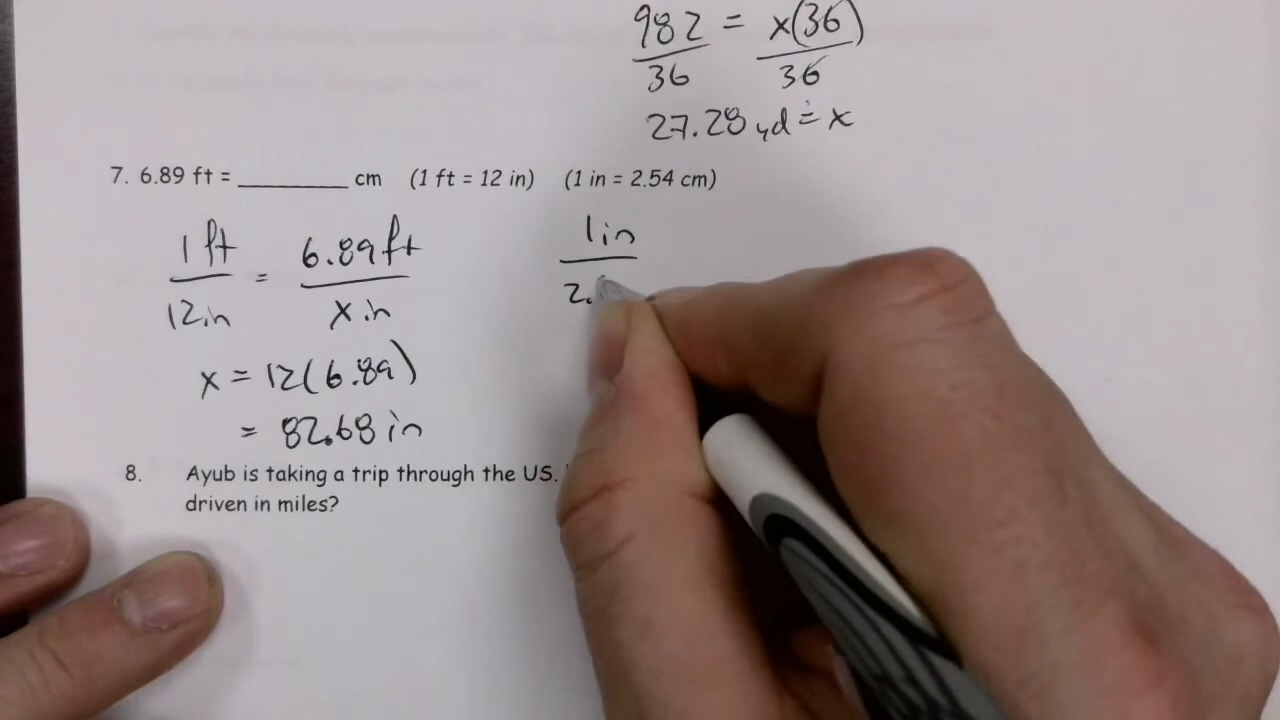 982 = x(36)
36 36
27.28 yd = x
7. 6.89 ft = __________ cm (1 ft = 12 in) (1 in = 2.54 cm)
1 ft = 6.89 ft
12 in x in
1 in
2.
x = 12(6.89)
= 82.68 in
8. Ayub is taking a trip through the US.
driven in miles?